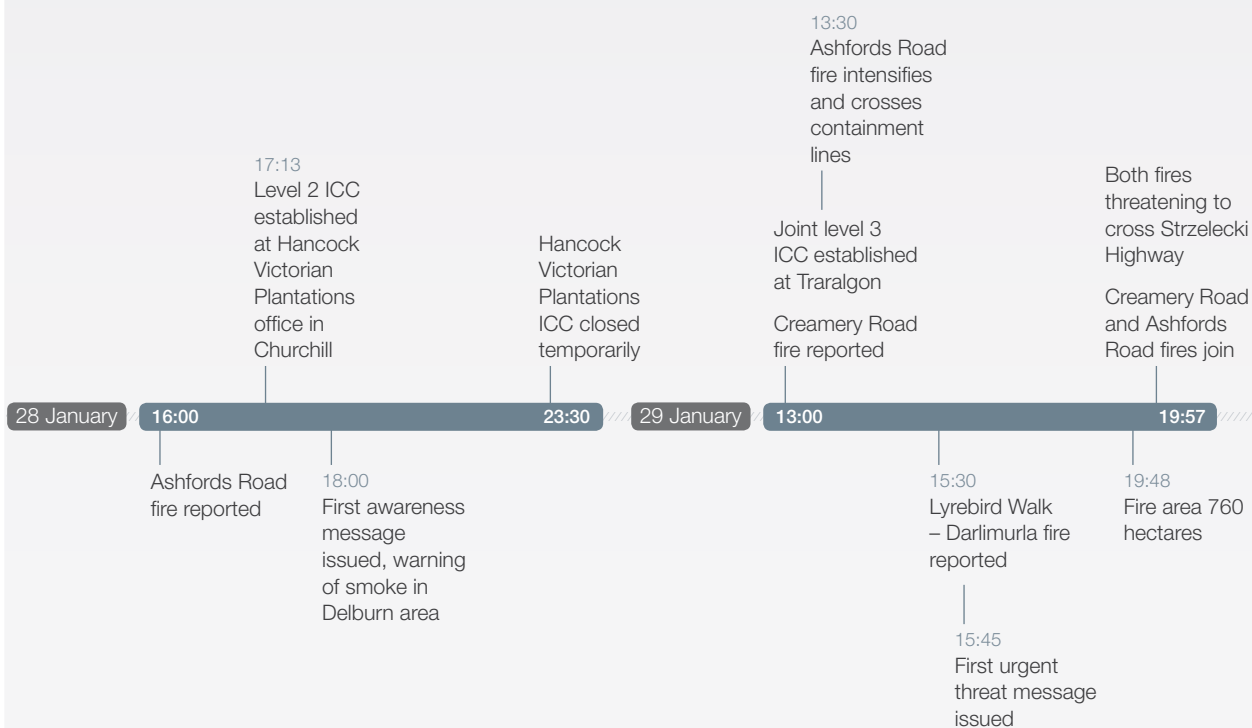 13:30
Ashfords Road
fire intensifies
and crosses
containment
lines
17:13
Level 2 ICC
established
at Hancock
Victorian
Plantations
office in
Churchill
Hancock
Victorian
Plantations
ICC closed
temporarily
Joint level 3
ICC established
at Traralgon
Creamery Road
fire reported
Both fires
threatening to
cross Strzelecki
Highway
Creamery Road
and Ashfords
Road fires join
28 January
16:00
23:30
29 January
13:00
19:57
Ashfords Road
fire reported
18:00
First awareness
message
issued, warning
of smoke in
Delburn area
15:30
Lyrebird Walk
– Darlimurla fire
reported
19:48
Fire area 760
hectares
15:45
First urgent
threat message
issued